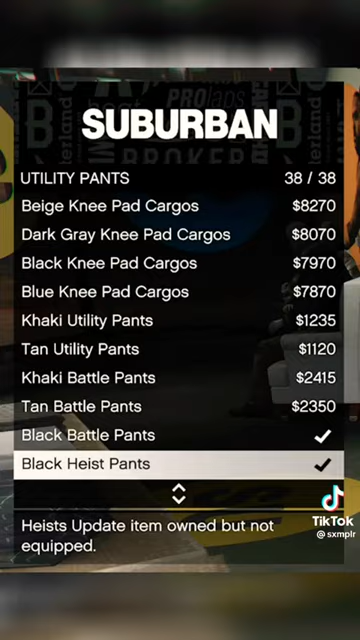 SUBURBAN
UTILITY PANTS 38 / 38
Beige Knee Pad Cargos $8270
Dark Gray Knee Pad Cargos $8070
Black Knee Pad Cargos $7970
Blue Knee Pad Cargos $7870
Khaki Utility Pants $1235
Tan Utility Pants $1120
Khaki Battle Pants $2415
Tan Battle Pants $2350
Black Battle Pants
Black Heist Pants
Heists Update item owned but not
equipped.
TikTok
@ sxmplr